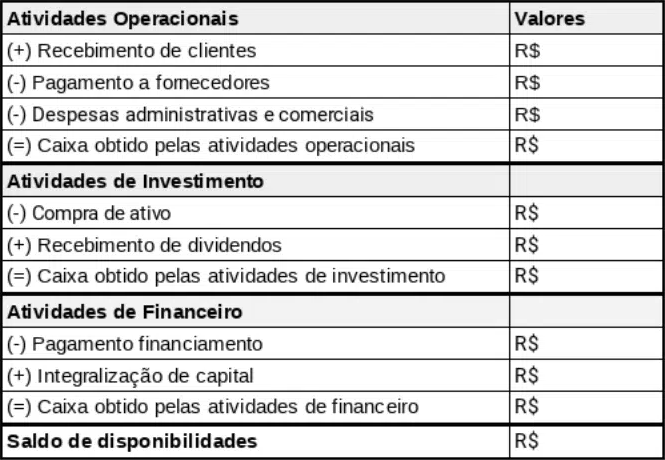 Atividades Operacionais Valores
(+) Recebimento de clientes R$
(-) Pagamento a fornecedores R$
(-) Despesas administrativas e comerciais R$
(=) Caixa obtido pelas atividades operacionais R$
Atividades de Investimento
(-) Compra de ativo R$
(+) Recebimento de dividendos R$
(=) Caixa obtido pelas atividades de investimento R$
Atividades de Financeiro
(-) Pagamento financiamento R$
(+) Integralização de capital R$
(=) Caixa obtido pelas atividades de financeiro R$
Saldo de disponibilidades R$